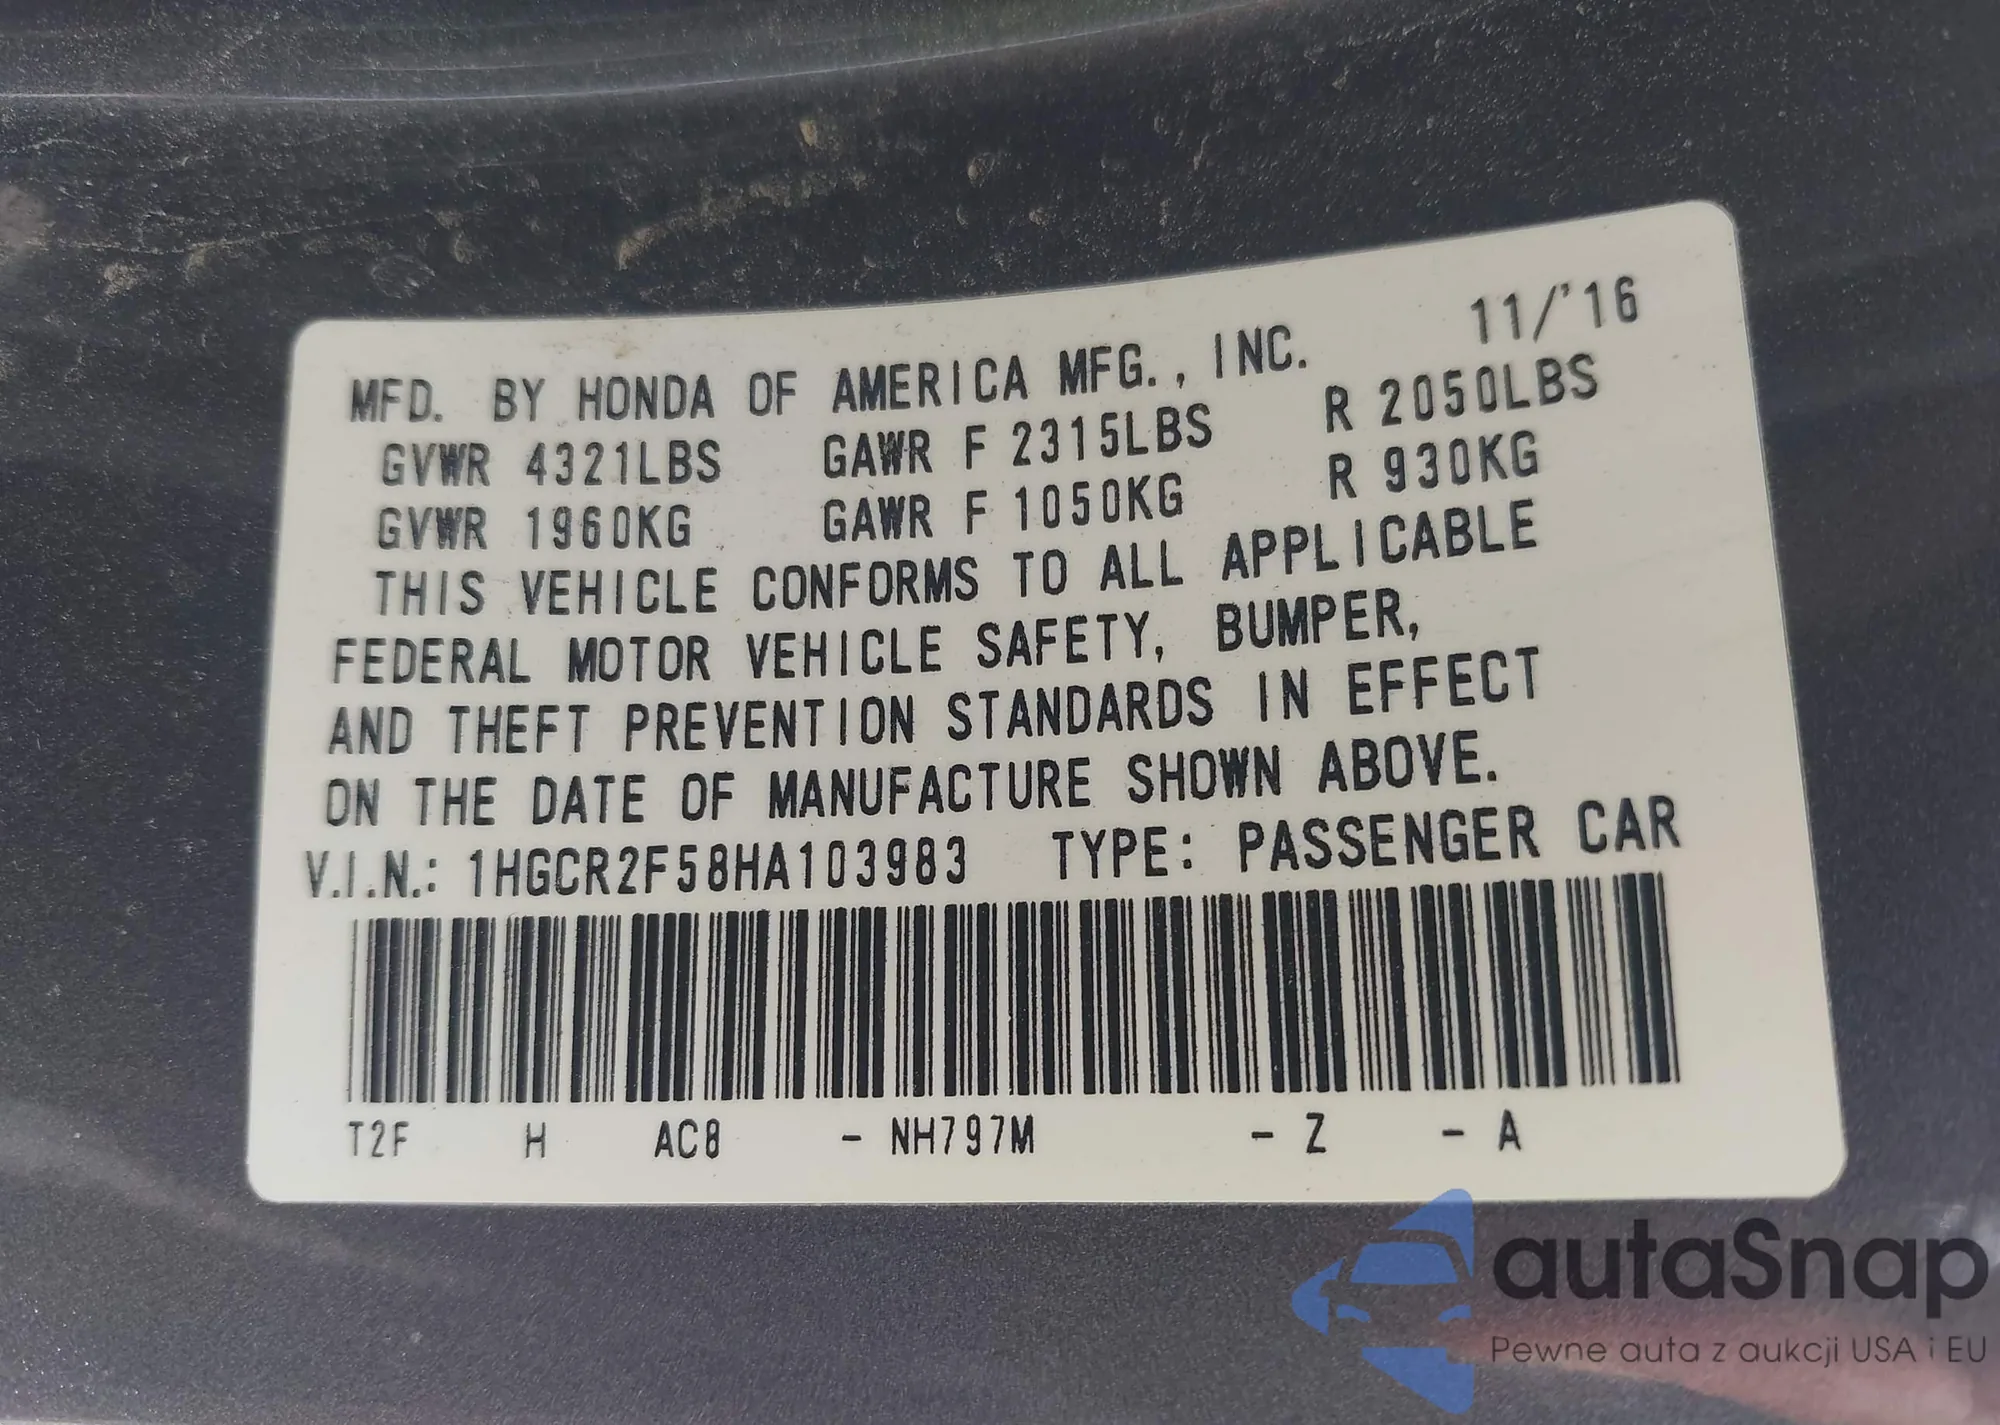 MFD. BY HONDA OF AMERICA MFG., INC. 11/'16
GVWR 4321LBS GAWR F 2315LBS R 2050LBS
GVWR 1960KG GAWR F 1050KG R 930KG
THIS VEHICLE CONFORMS TO ALL APPLICABLE
FEDERAL MOTOR VEHICLE SAFETY, BUMPER,
AND THEFT PREVENTION STANDARDS IN EFFECT
ON THE DATE OF MANUFACTURE SHOWN ABOVE.
V.I.N.: 1HGCR2F58HA103983 TYPE: PASSENGER CAR
T2F H AC8 - NH797M - Z - A
autaSnap
Pewne auta z aukcji USA i EU